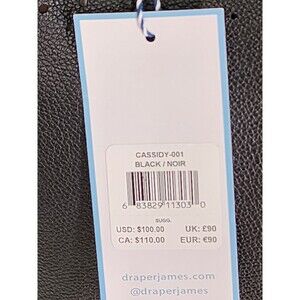 CASSIDY-001
BLACK / NOIR
6 83829 11303 0
SUGG.
USD: $100.00 UK: £90
CA: $110.00 EUR: €90
draperjames.com
@draperjames